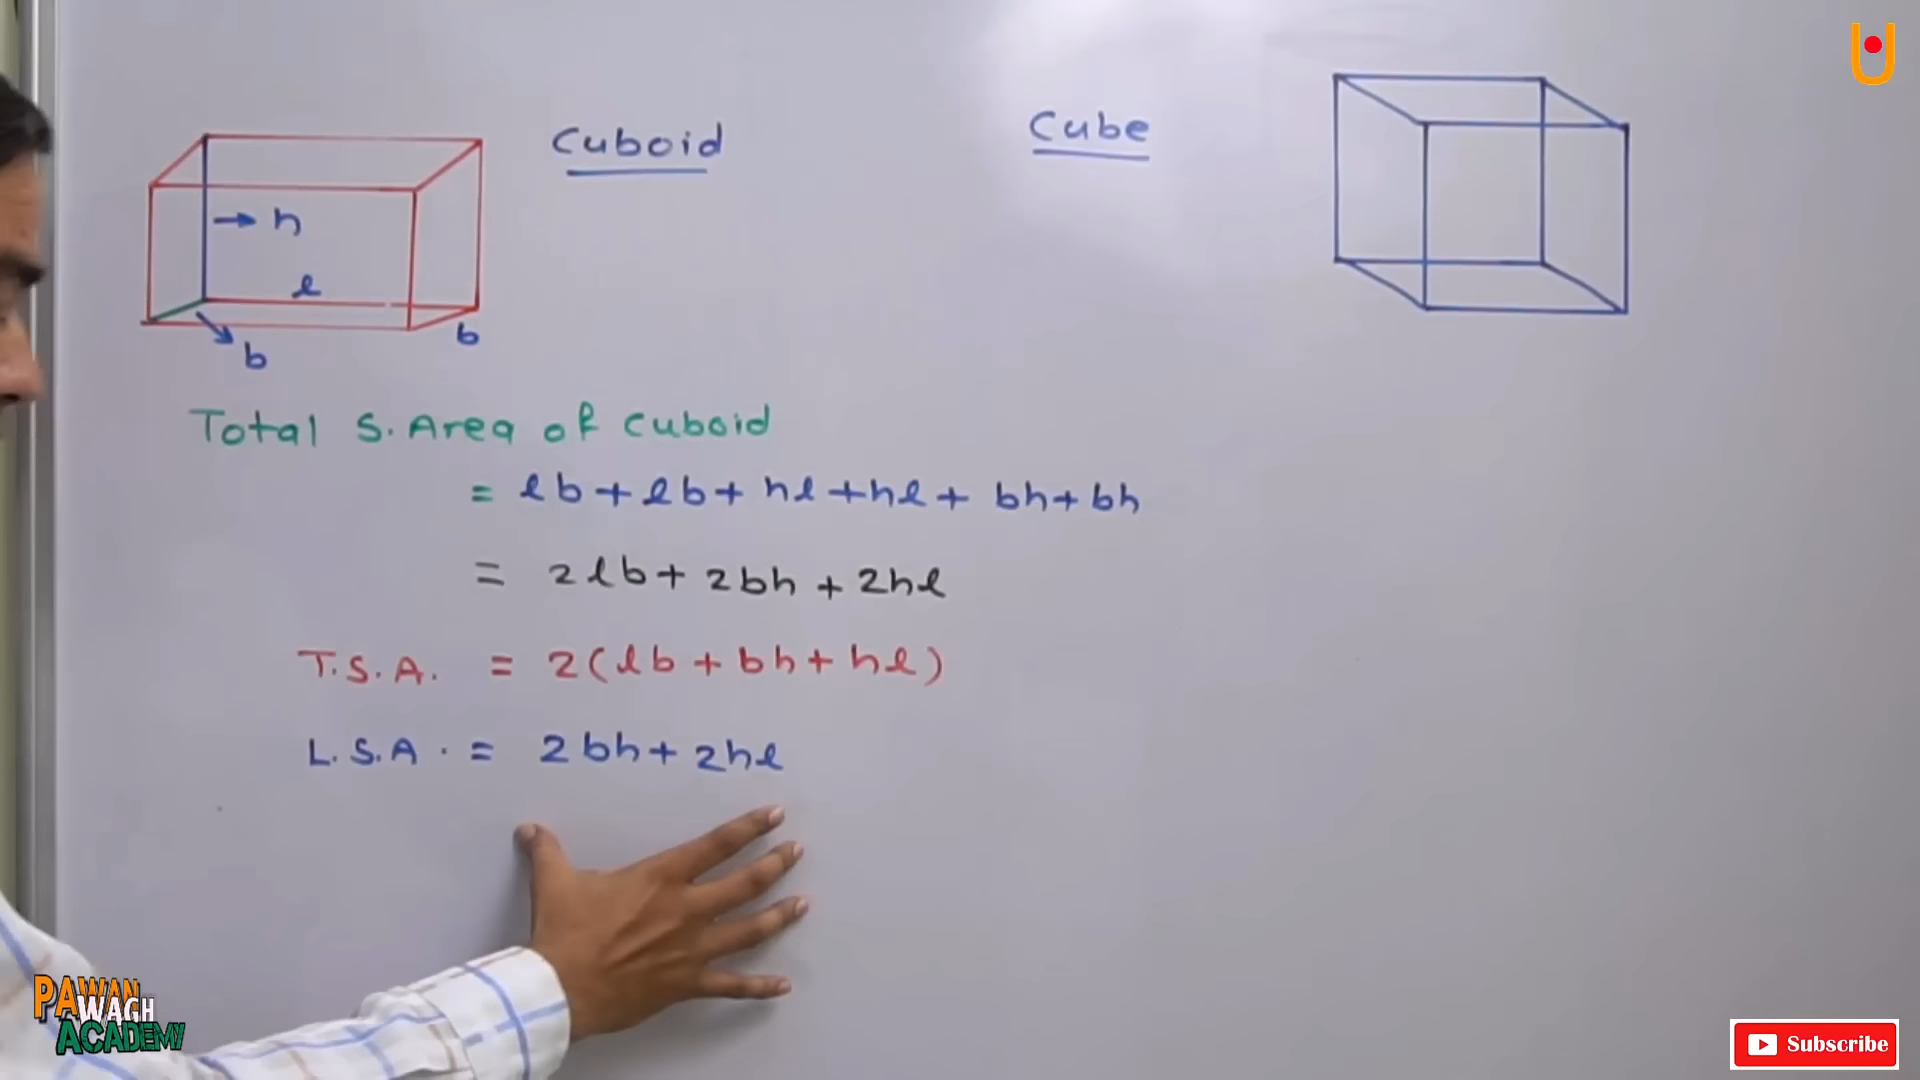 Cuboid
Cube
h
l
b
b
Total S. Area of cuboid
= lb + lb + hl + hl + bh + bh
= 2lb + 2bh + 2hl
T.S.A. = 2(lb + bh + hl)
L.S.A. = 2bh + 2hl
PAWAN
WAGH
ACADEMY
Subscribe